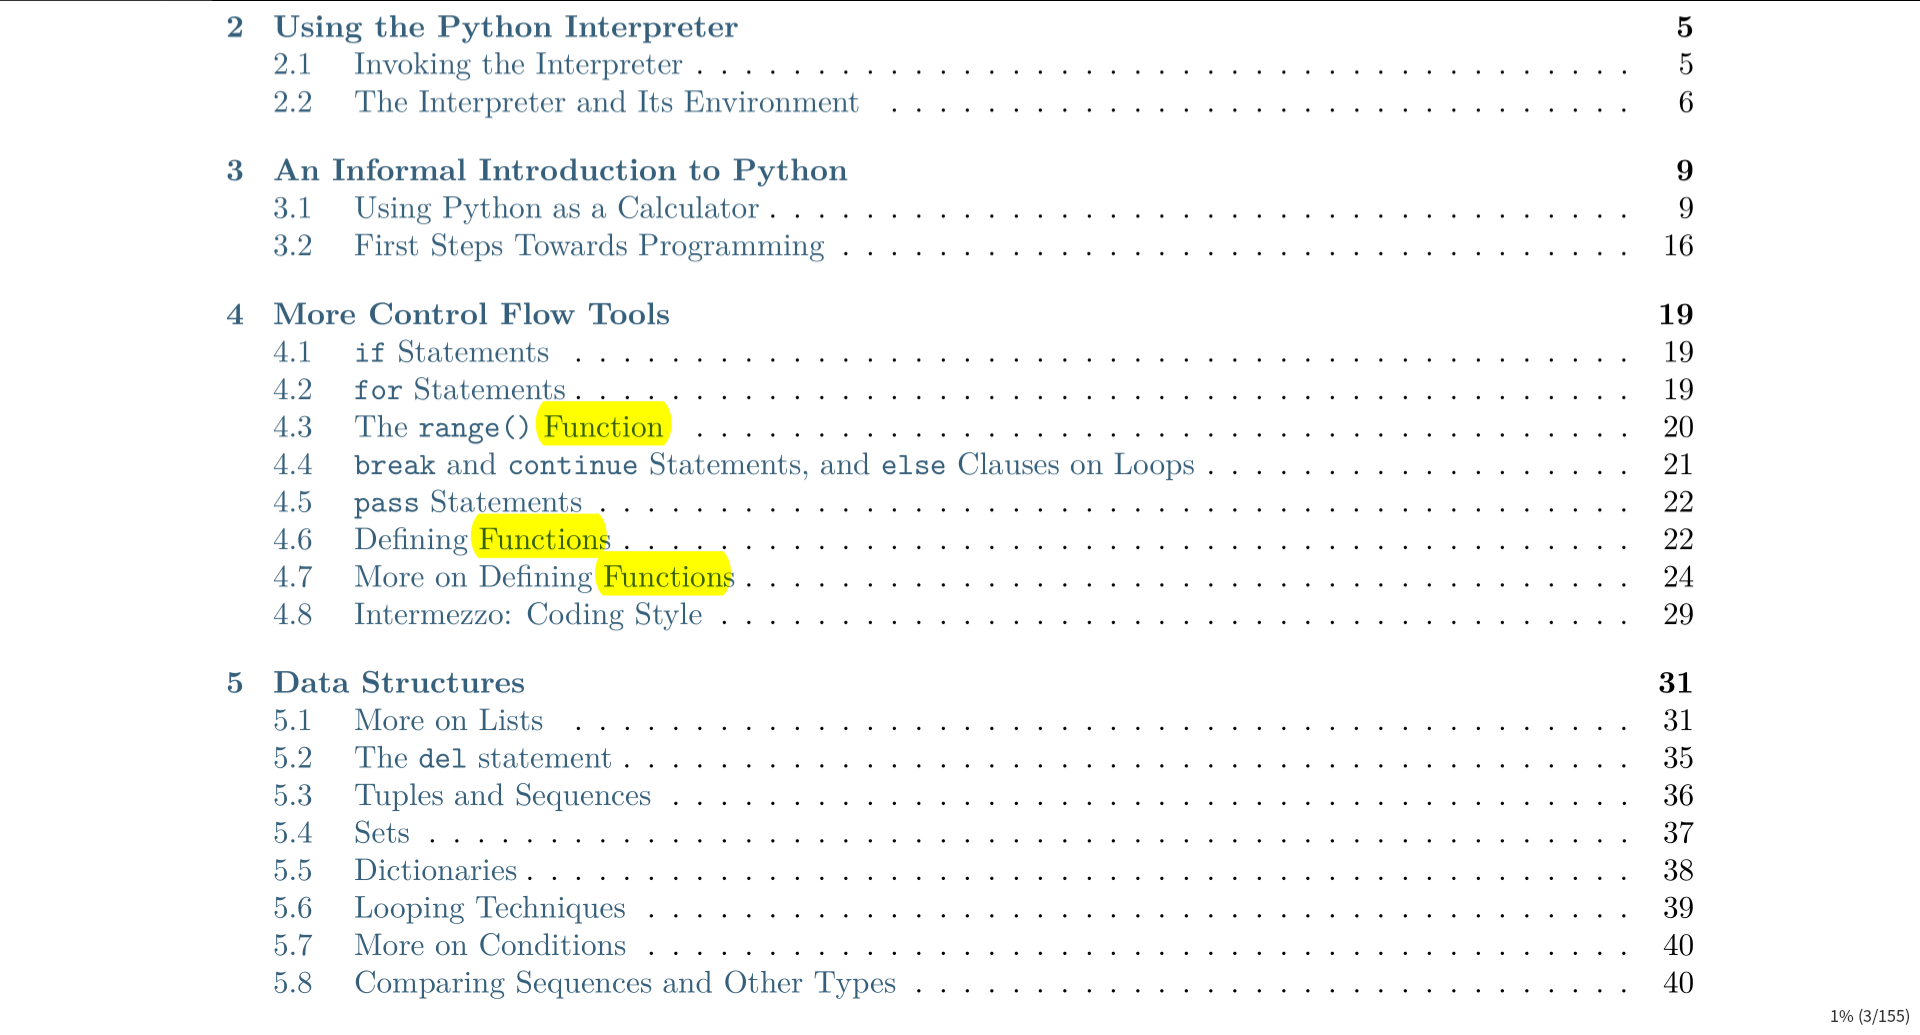 2 Using the Python Interpreter 5
2.1 Invoking the Interpreter . . . . . . . . . . . . . . . . . . . . . . . . . . . . . . . . . . . . . . . 5
2.2 The Interpreter and Its Environment . . . . . . . . . . . . . . . . . . . . . . . . . . . . . . . 6
3 An Informal Introduction to Python 9
3.1 Using Python as a Calculator . . . . . . . . . . . . . . . . . . . . . . . . . . . . . . . . . . . . 9
3.2 First Steps Towards Programming . . . . . . . . . . . . . . . . . . . . . . . . . . . . . . . . . 16
4 More Control Flow Tools 19
4.1 if Statements . . . . . . . . . . . . . . . . . . . . . . . . . . . . . . . . . . . . . . . . . . . . 19
4.2 for Statements . . . . . . . . . . . . . . . . . . . . . . . . . . . . . . . . . . . . . . . . . . . . 19
4.3 The range() Function . . . . . . . . . . . . . . . . . . . . . . . . . . . . . . . . . . . . . . . 20
4.4 break and continue Statements, and else Clauses on Loops . . . . . . . . . . . . . . . . . . 21
4.5 pass Statements . . . . . . . . . . . . . . . . . . . . . . . . . . . . . . . . . . . . . . . . . . . 22
4.6 Defining Functions . . . . . . . . . . . . . . . . . . . . . . . . . . . . . . . . . . . . . . . . . . 22
4.7 More on Defining Functions . . . . . . . . . . . . . . . . . . . . . . . . . . . . . . . . . . . . . 24
4.8 Intermezzo: Coding Style . . . . . . . . . . . . . . . . . . . . . . . . . . . . . . . . . . . . . . 29
5 Data Structures 31
5.1 More on Lists . . . . . . . . . . . . . . . . . . . . . . . . . . . . . . . . . . . . . . . . . . . . 31
5.2 The del statement . . . . . . . . . . . . . . . . . . . . . . . . . . . . . . . . . . . . . . . . . . 35
5.3 Tuples and Sequences . . . . . . . . . . . . . . . . . . . . . . . . . . . . . . . . . . . . . . . . 36
5.4 Sets . . . . . . . . . . . . . . . . . . . . . . . . . . . . . . . . . . . . . . . . . . . . . . . . . . 37
5.5 Dictionaries . . . . . . . . . . . . . . . . . . . . . . . . . . . . . . . . . . . . . . . . . . . . . . 38
5.6 Looping Techniques . . . . . . . . . . . . . . . . . . . . . . . . . . . . . . . . . . . . . . . . . 39
5.7 More on Conditions . . . . . . . . . . . . . . . . . . . . . . . . . . . . . . . . . . . . . . . . . 40
5.8 Comparing Sequences and Other Types . . . . . . . . . . . . . . . . . . . . . . . . . . . . . . 40
1% (3/155)